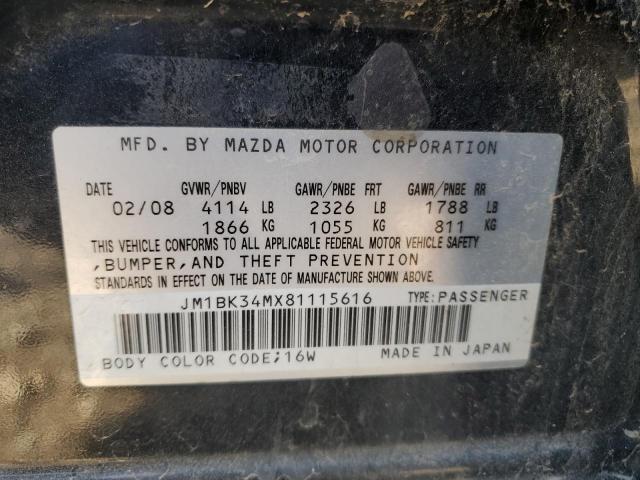 MFD. BY MAZDA MOTOR CORPORATION
DATE GVWR/PNBV GAWR/PNBE FRT GAWR/PNBE RR
02/08 4114 LB 2326 LB 1788 LB
1866 KG 1055 KG 811 KG
THIS VEHICLE CONFORMS TO ALL APPLICABLE FEDERAL MOTOR VEHICLE SAFETY
,BUMPER,AND THEFT PREVENTION
STANDARDS IN EFFECT ON THE DATE OF MANUFACTURE SHOWN ABOVE.
JM1BK34MX81115616 TYPE:PASSENGER
BODY COLOR CODE;16W MADE IN JAPAN